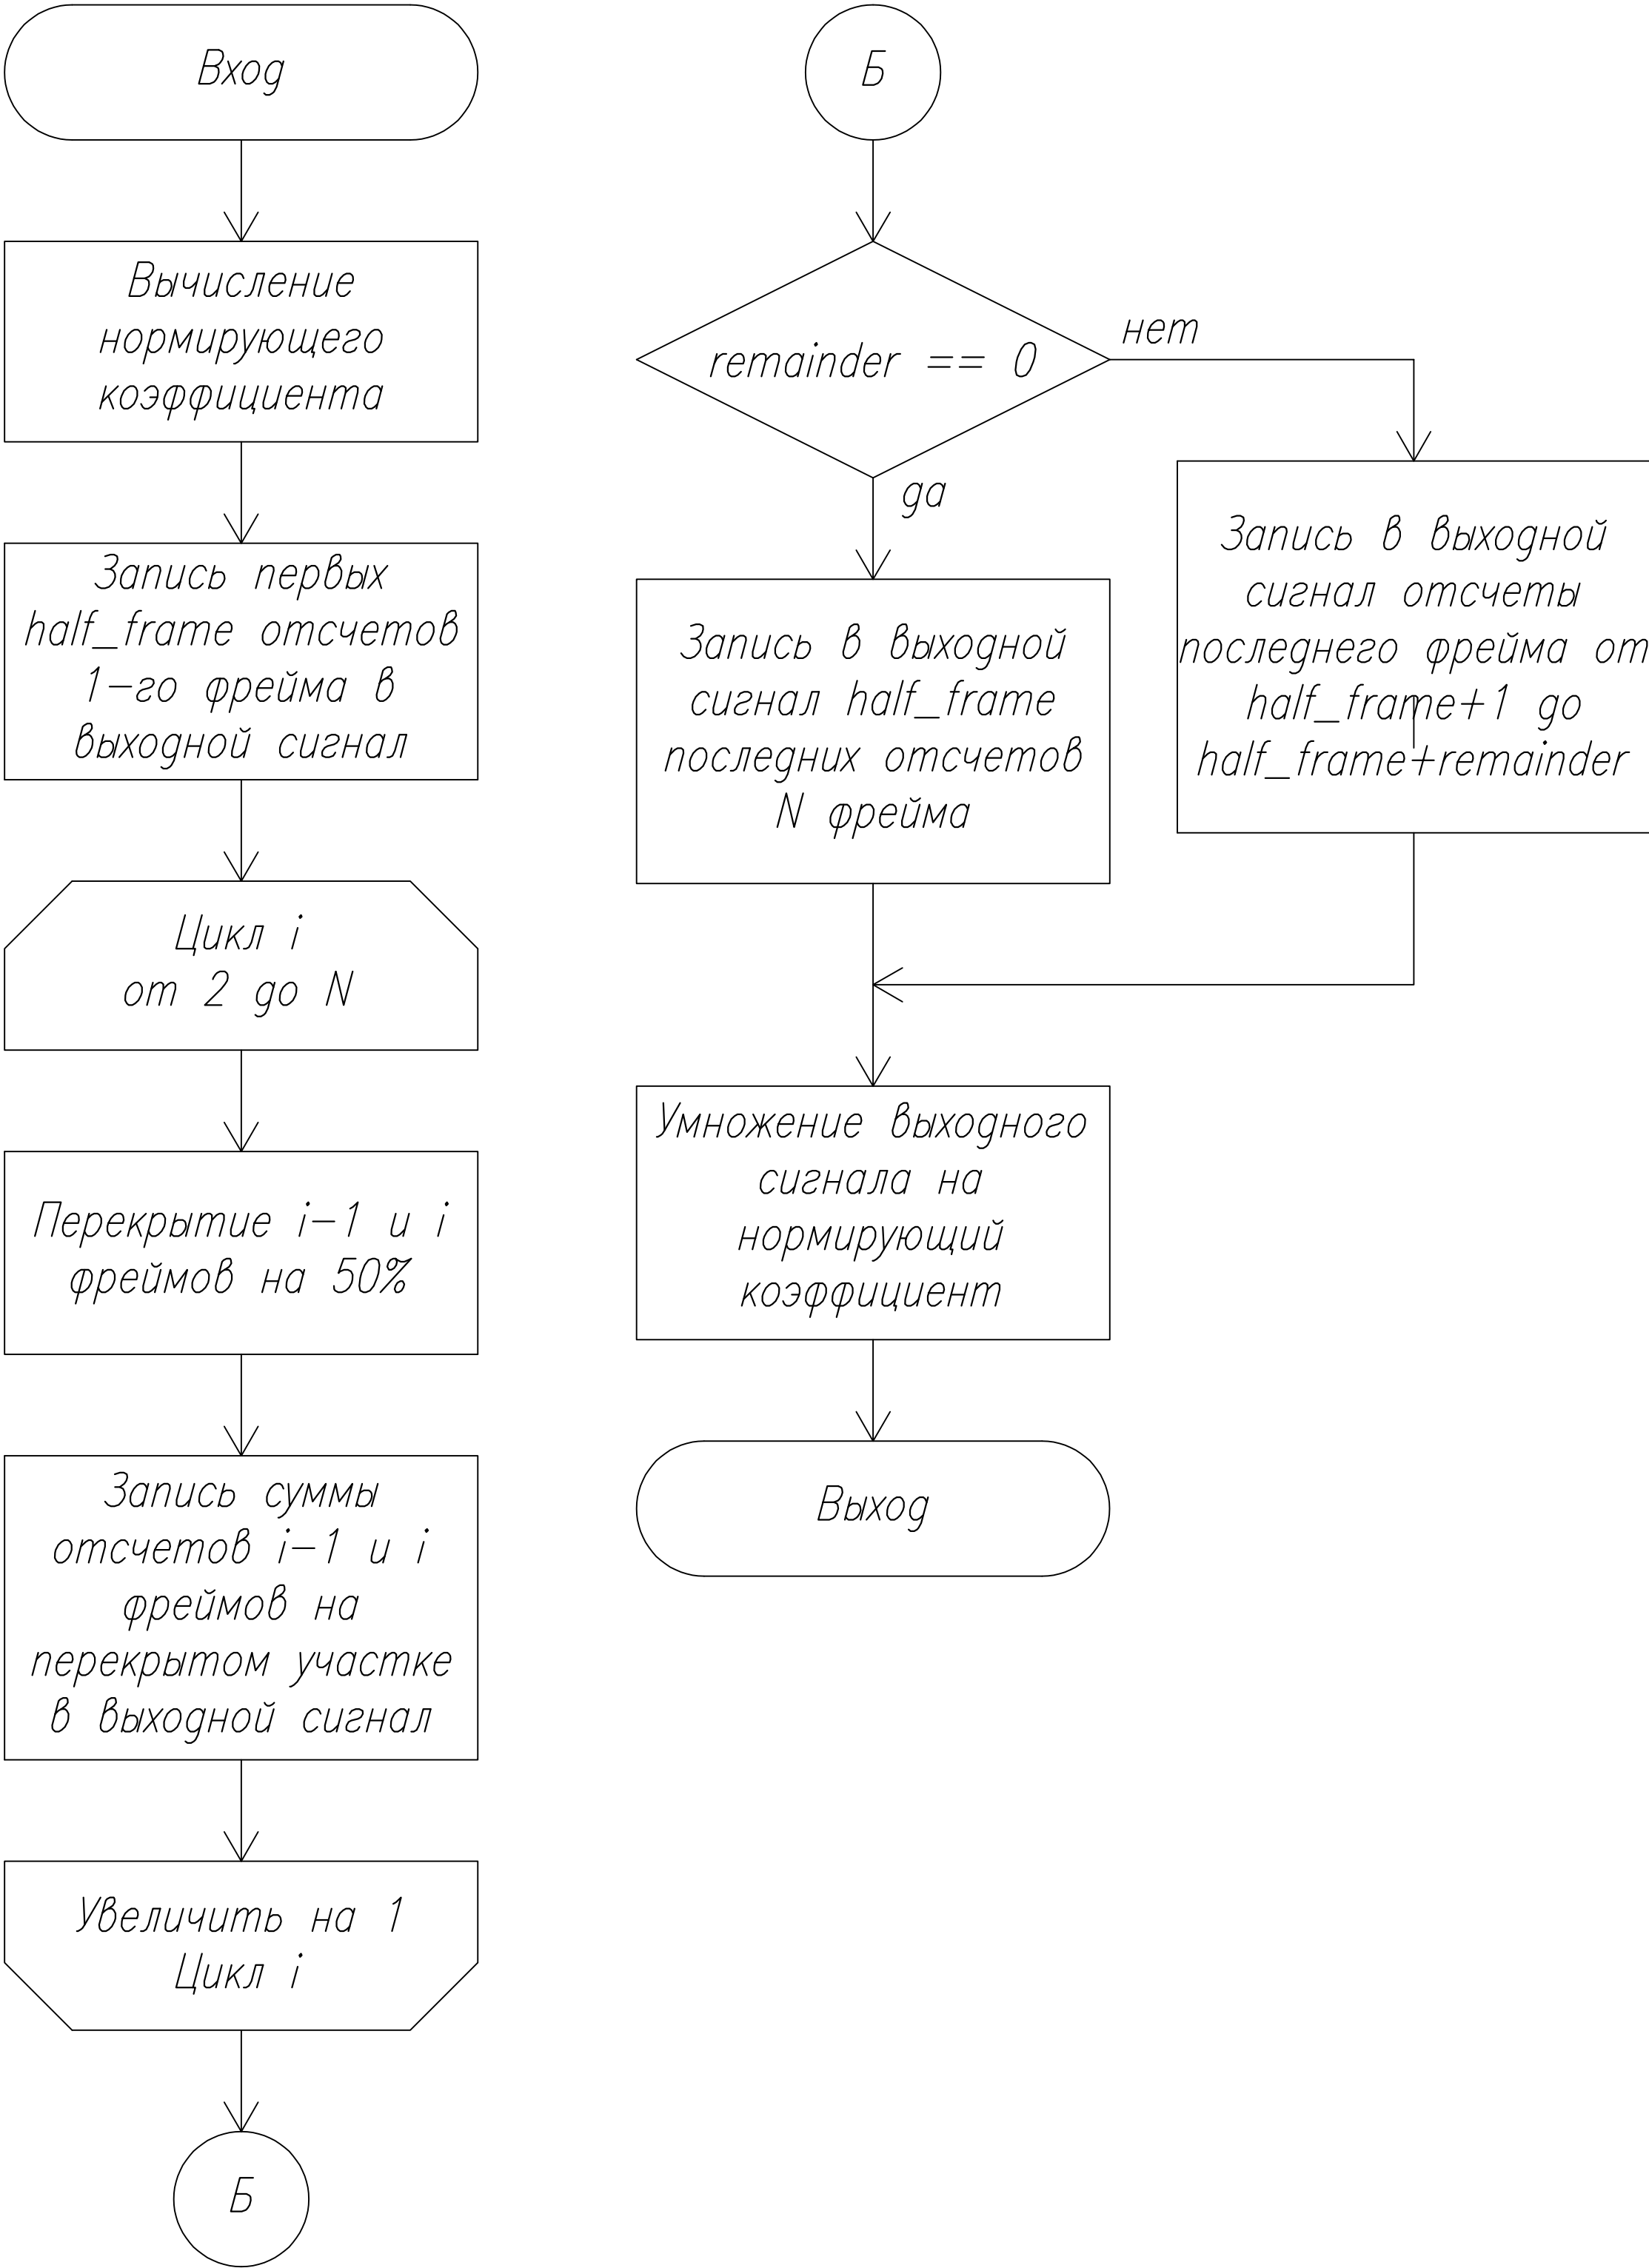 Вход
Вычисление
нормирующего
коэффициента
Запись первых
half_frame отсчетов
1-го фрейма в
выходной сигнал
Цикл i
от 2 до N
Перекрытие i-1 и i
фреймов на 50%
Запись суммы
отсчетов i-1 и i
фреймов на
перекрытом участке
в выходной сигнал
Увеличить на 1
Цикл i
Б
Б
remainder == 0
нет
да
Запись в выходной
сигнал half_frame
последних отсчетов
N фрейма
Запись в выходной
сигнал отсчеты
последнего фрейма от
half_frame+1 до
half_frame+remainder
Умножение выходного
сигнала на
нормирующий
коэффициент
Выход